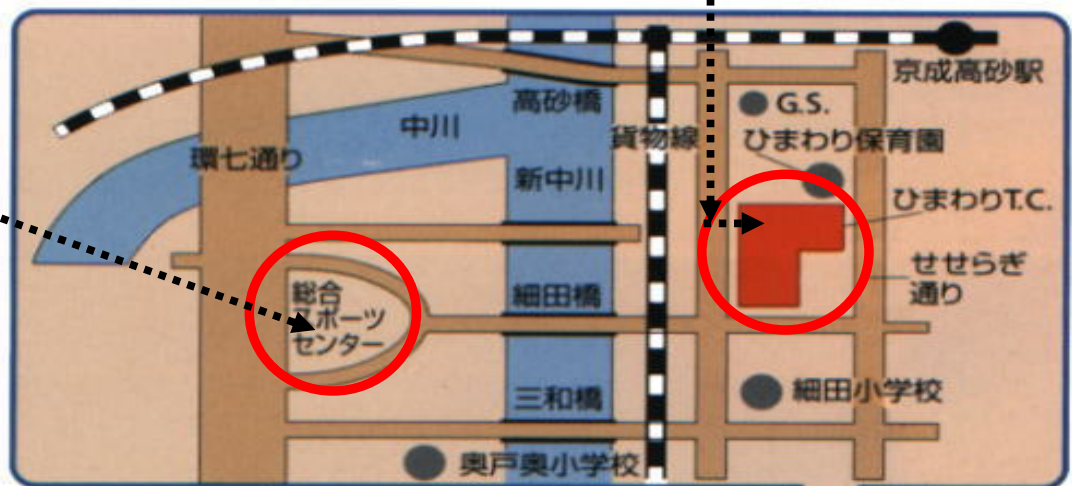 京成高砂駅
高砂橋
G.S.
中川
貨物線
ひまわり保育園
環七通り
新中川
ひまわりT.C.
せせらぎ
通り
総合
スポーツ
センター
細田橋
細田小学校
三和橋
奥戸奥小学校